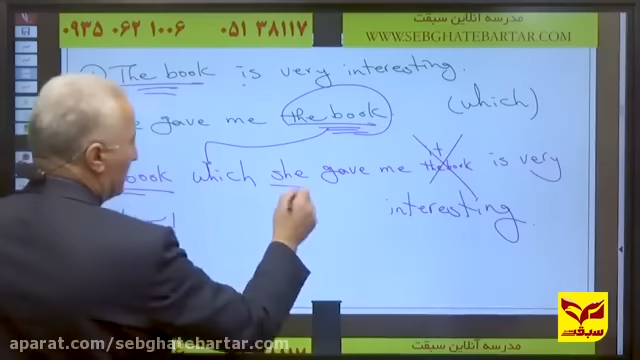 ۰۹۳۵ ۰۶۲ ۱۰۰۶ ۰۵۱ ۳۸۱۱۷
مدرسه آنلاین سبقت
WWW.SEBGHATEBARTAR.COM
The book is very interesting.
gave me the book (which)
book which she gave me the book is very
interesting.
سبقت
aparat.com/sebghatebartar.com
مدرسه آنلاین سبقت